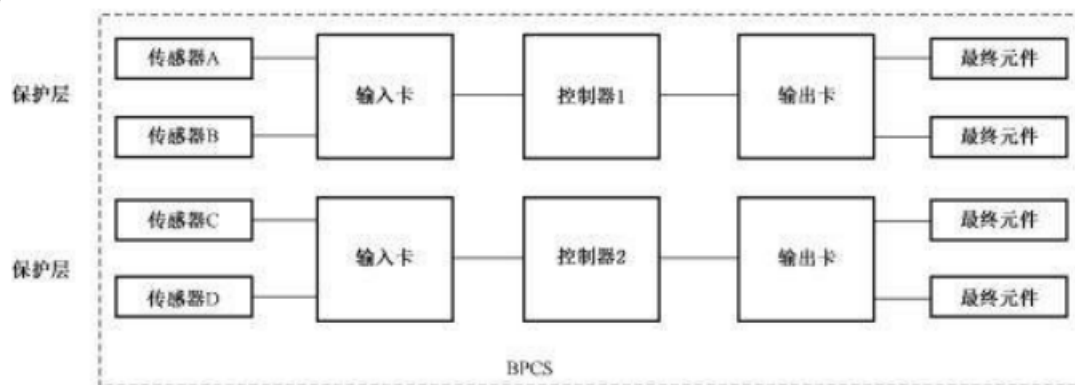 传感器A
最终元件
保护层
输入卡
控制器1
输出卡
传感器B
最终元件
传感器C
最终元件
保护层
输入卡
控制器2
输出卡
传感器D
最终元件
BPCS